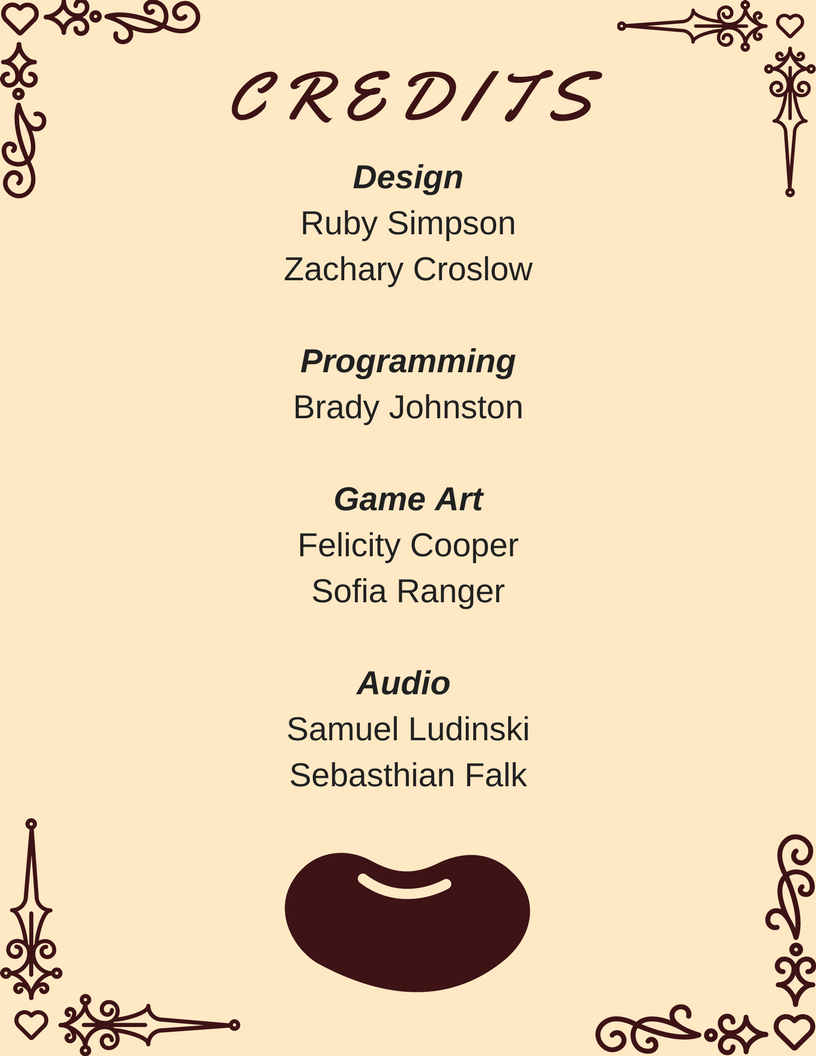 CREDITS
Design
Ruby Simpson
Zachary Croslow
Programming
Brady Johnston
Game Art
Felicity Cooper
Sofia Ranger
Audio
Samuel Ludinski
Sebasthian Falk